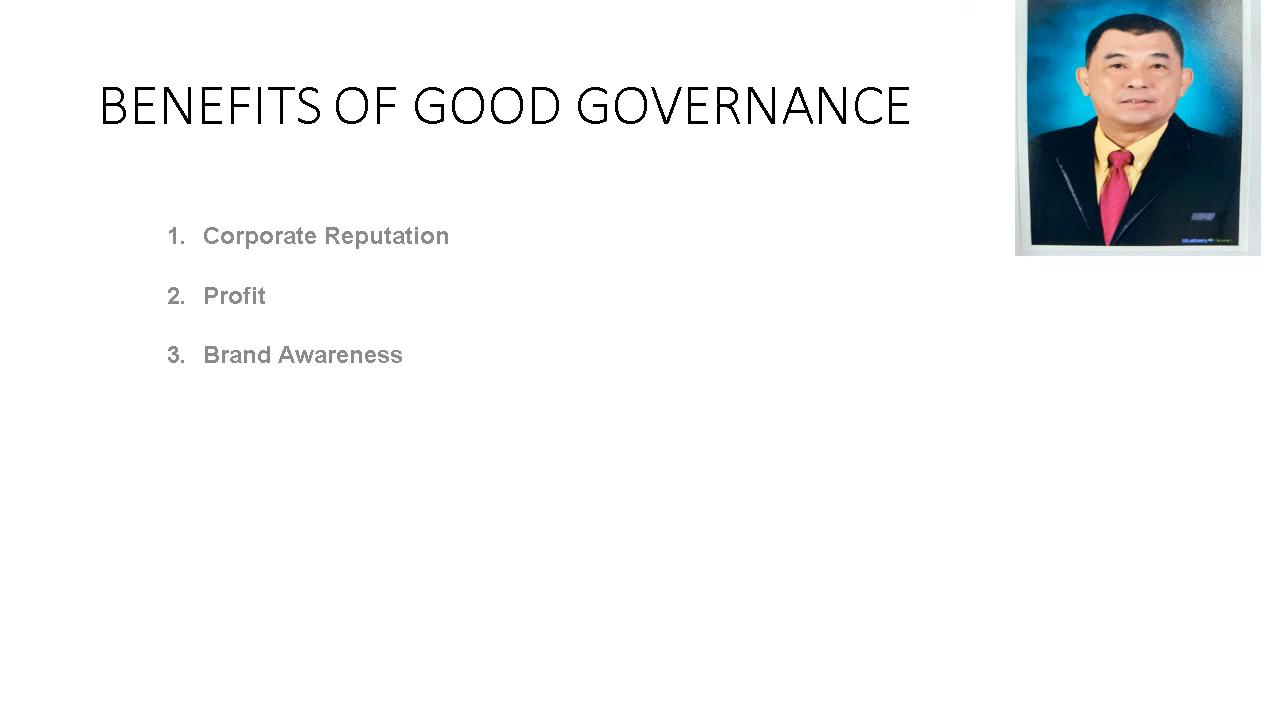 BENEFITS OF GOOD GOVERNANCE
1. Corporate Reputation
2. Profit
3. Brand Awareness